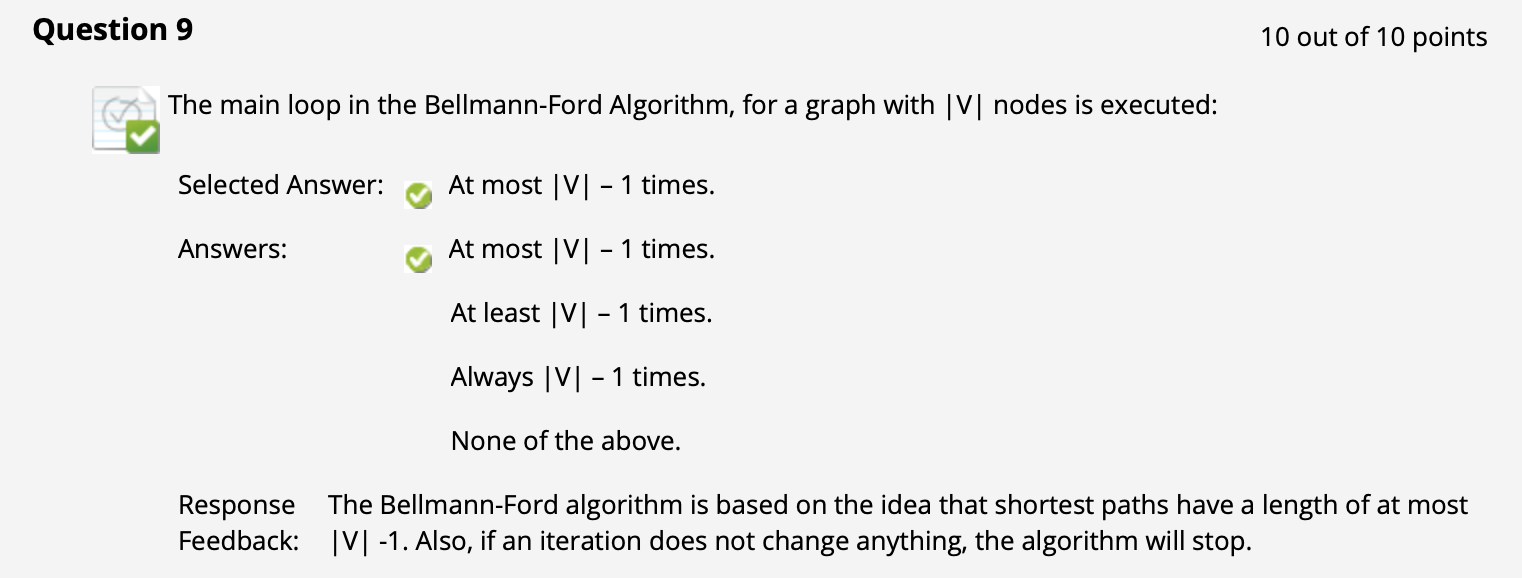 Question 9
10 out of 10 points
The main loop in the Bellmann-Ford Algorithm, for a graph with |V| nodes is executed:
Selected Answer: At most |V| – 1 times.
Answers: At most |V| – 1 times.
At least |V| – 1 times.
Always |V| – 1 times.
None of the above.
Response The Bellmann-Ford algorithm is based on the idea that shortest paths have a length of at most
Feedback: |V| -1. Also, if an iteration does not change anything, the algorithm will stop.